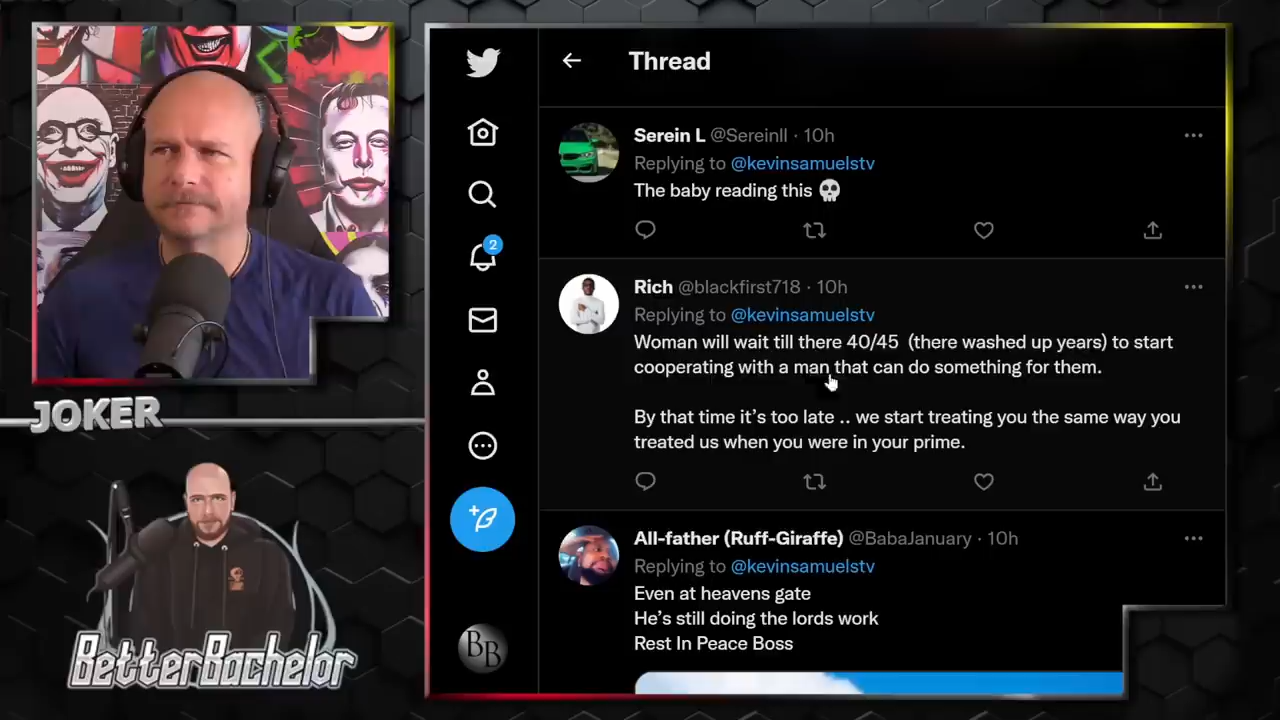 Thread
Serein L @Sereinll · 10h
Replying to @kevinsamuelstv
The baby reading this 💀
2
Rich @blackfirst718 · 10h
Replying to @kevinsamuelstv
Woman will wait till there 40/45 (there washed up years) to start
cooperating with a man that can do something for them.
By that time it's too late .. we start treating you the same way you
treated us when you were in your prime.
JOKER
All-father (Ruff-Giraffe) @BabaJanuary · 10h
Replying to @kevinsamuelstv
Even at heavens gate
He's still doing the lords work
Rest In Peace Boss
BetterBachelor
BB